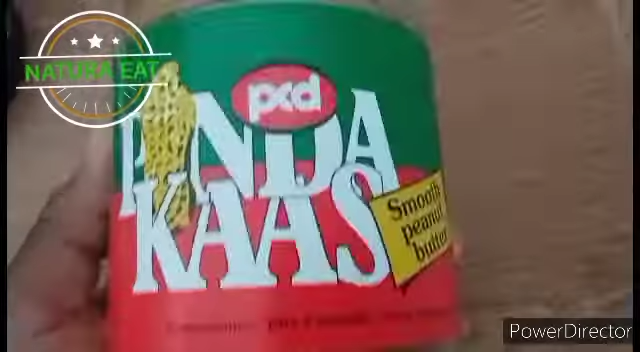 NATURA EAT
pcd
PINDA
KAAS
Smooth
peanut
butter
PowerDirector